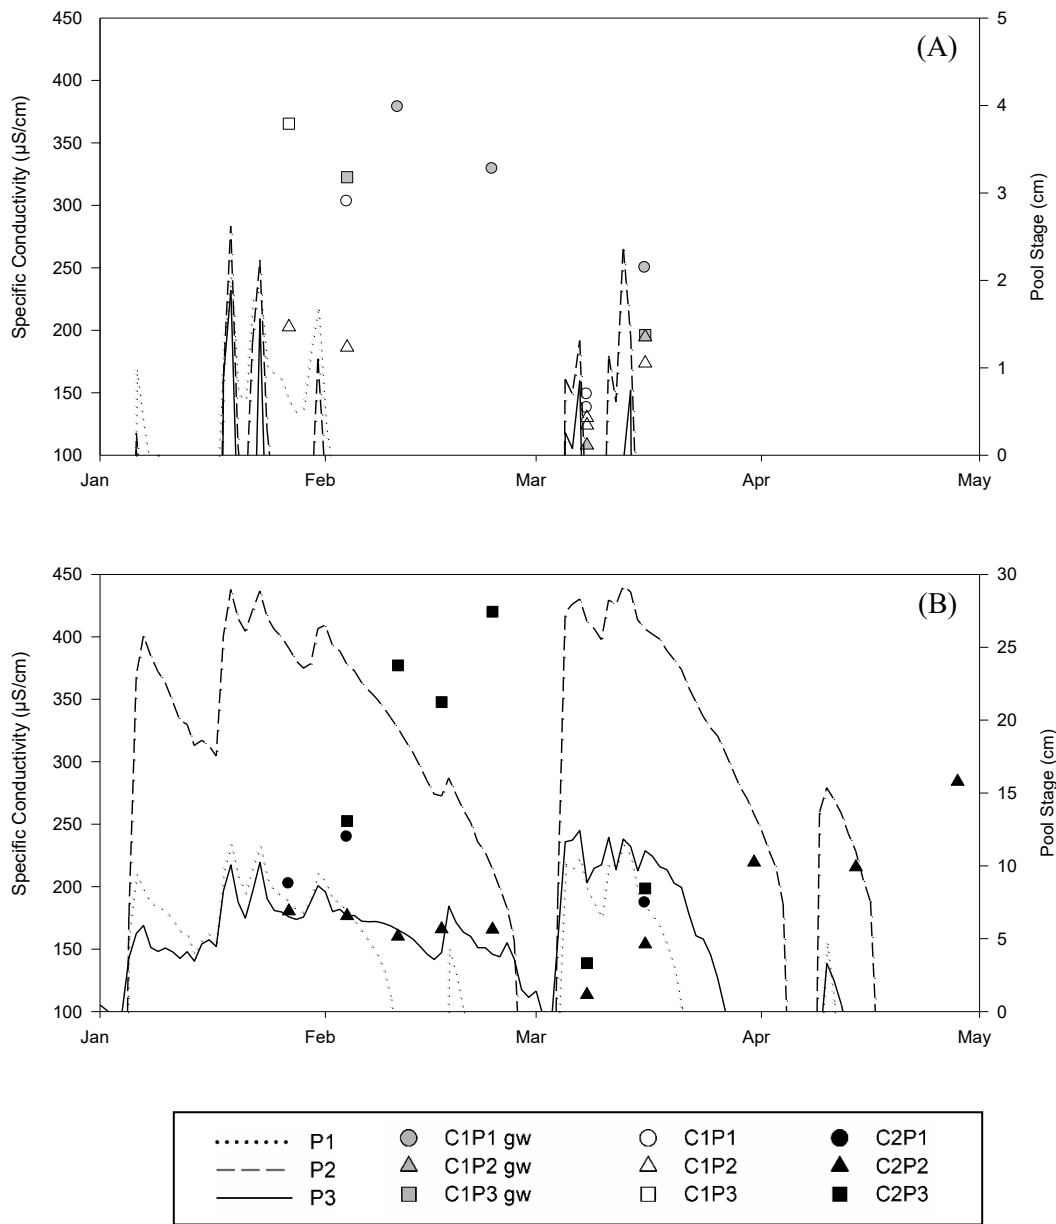 (A)
Specific Conductivity (µS/cm)
450
400
350
300
250
200
150
100
5
4
3
2
1
0
Pool Stage (cm)
Jan Feb Mar Apr May
(B)
Specific Conductivity (µS/cm)
450
400
350
300
250
200
150
100
30
25
20
15
10
5
0
Pool Stage (cm)
Jan Feb Mar Apr May
P1 C1P1 gw C1P1 C2P1
P2 C1P2 gw C1P2 C2P2
P3 C1P3 gw C1P3 C2P3